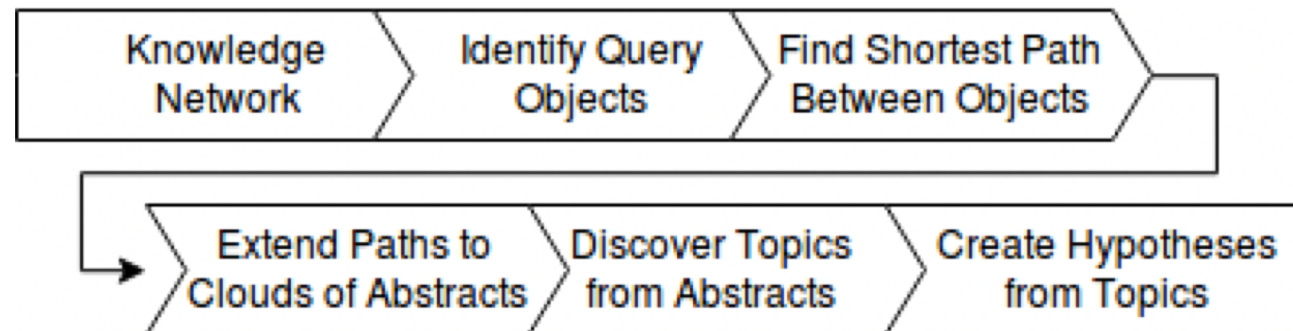 Knowledge
Network
Identify Query
Objects
Find Shortest Path
Between Objects
Extend Paths to
Clouds of Abstracts
Discover Topics
from Abstracts
Create Hypotheses
from Topics